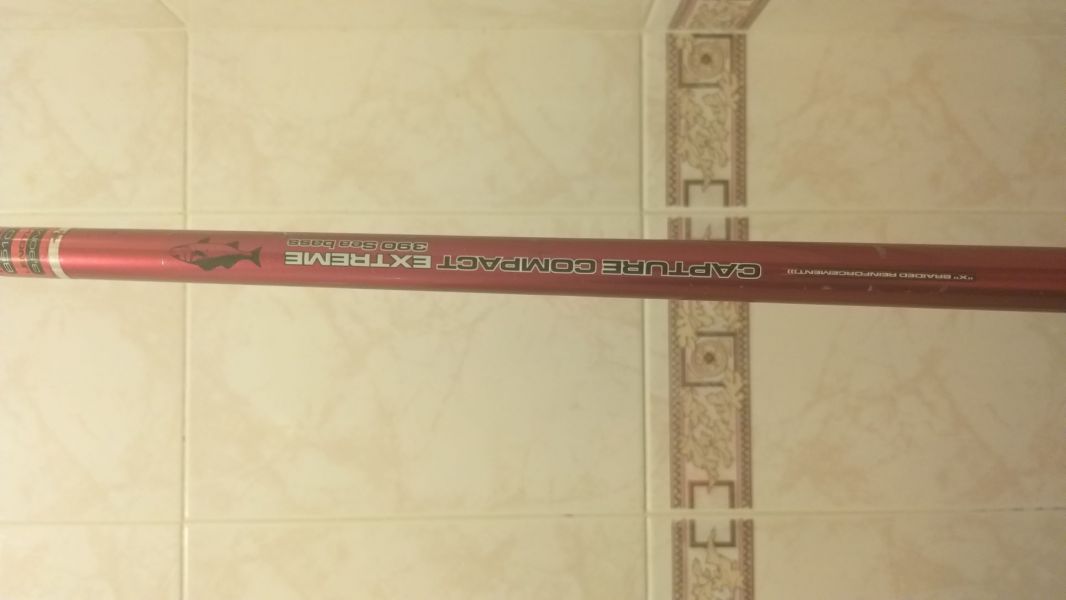 "X" BRAIDED REINFORCEMENT)))
CAPTURE COMPACT EXTREME
390 Sea bass